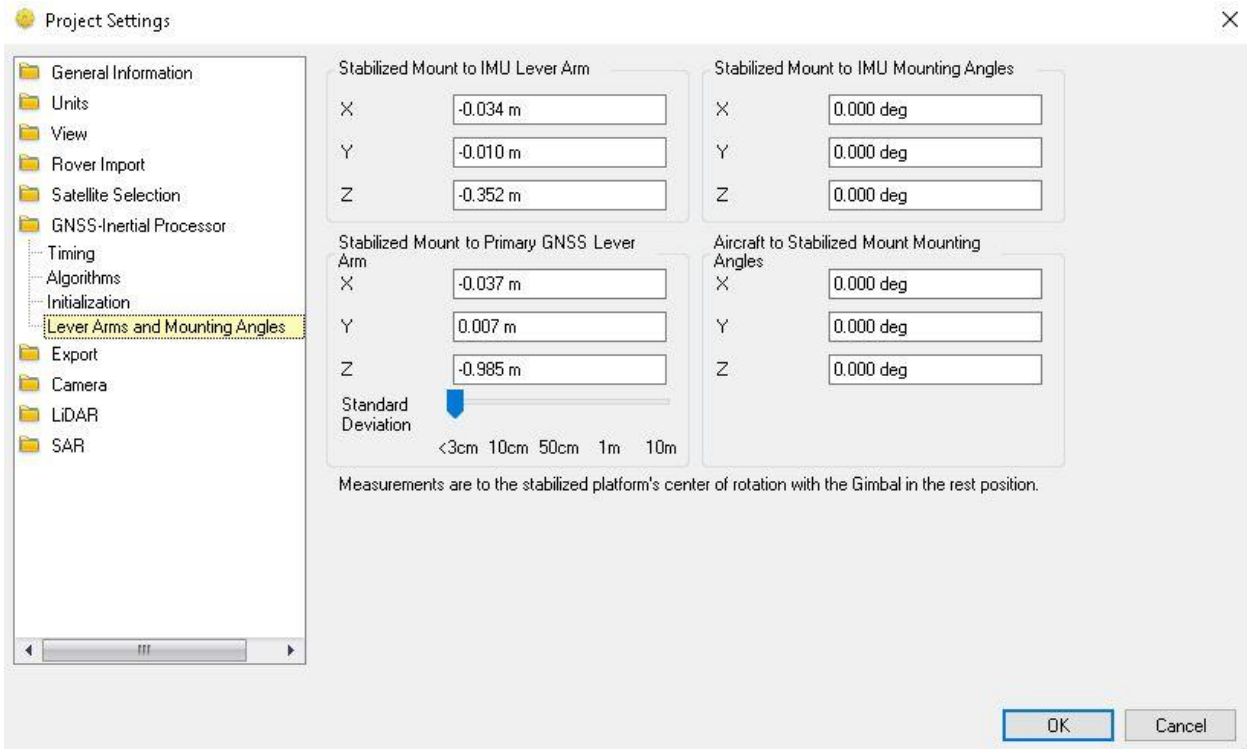 Project Settings
General Information
Units
View
Rover Import
Satellite Selection
GNSS-Inertial Processor
Timing
Algorithms
Initialization
Lever Arms and Mounting Angles
Export
Camera
LiDAR
SAR
Stabilized Mount to IMU Lever Arm
X -0.034 m
Y -0.010 m
Z -0.352 m
Stabilized Mount to IMU Mounting Angles
X 0.000 deg
Y 0.000 deg
Z 0.000 deg
Stabilized Mount to Primary GNSS Lever
Arm
X -0.037 m
Y 0.007 m
Z -0.985 m
Standard
Deviation
<3cm 10cm 50cm 1m 10m
Aircraft to Stabilized Mount Mounting
Angles
X 0.000 deg
Y 0.000 deg
Z 0.000 deg
Measurements are to the stabilized platform's center of rotation with the Gimbal in the rest position.
OK Cancel